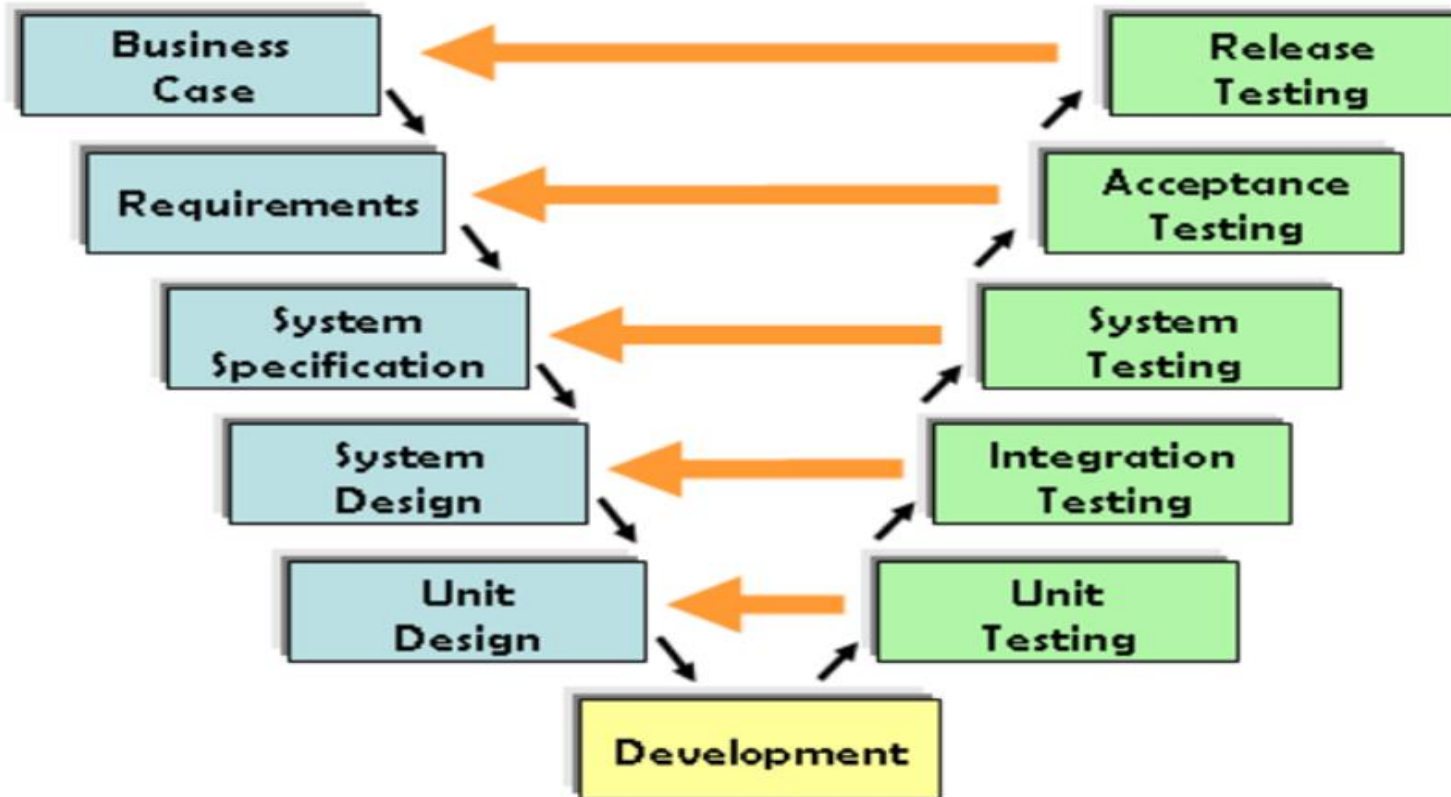 Business
Case
Release
Testing
Requirements
Acceptance
Testing
System
Specification
System
Testing
System
Design
Integration
Testing
Unit
Design
Unit
Testing
Development